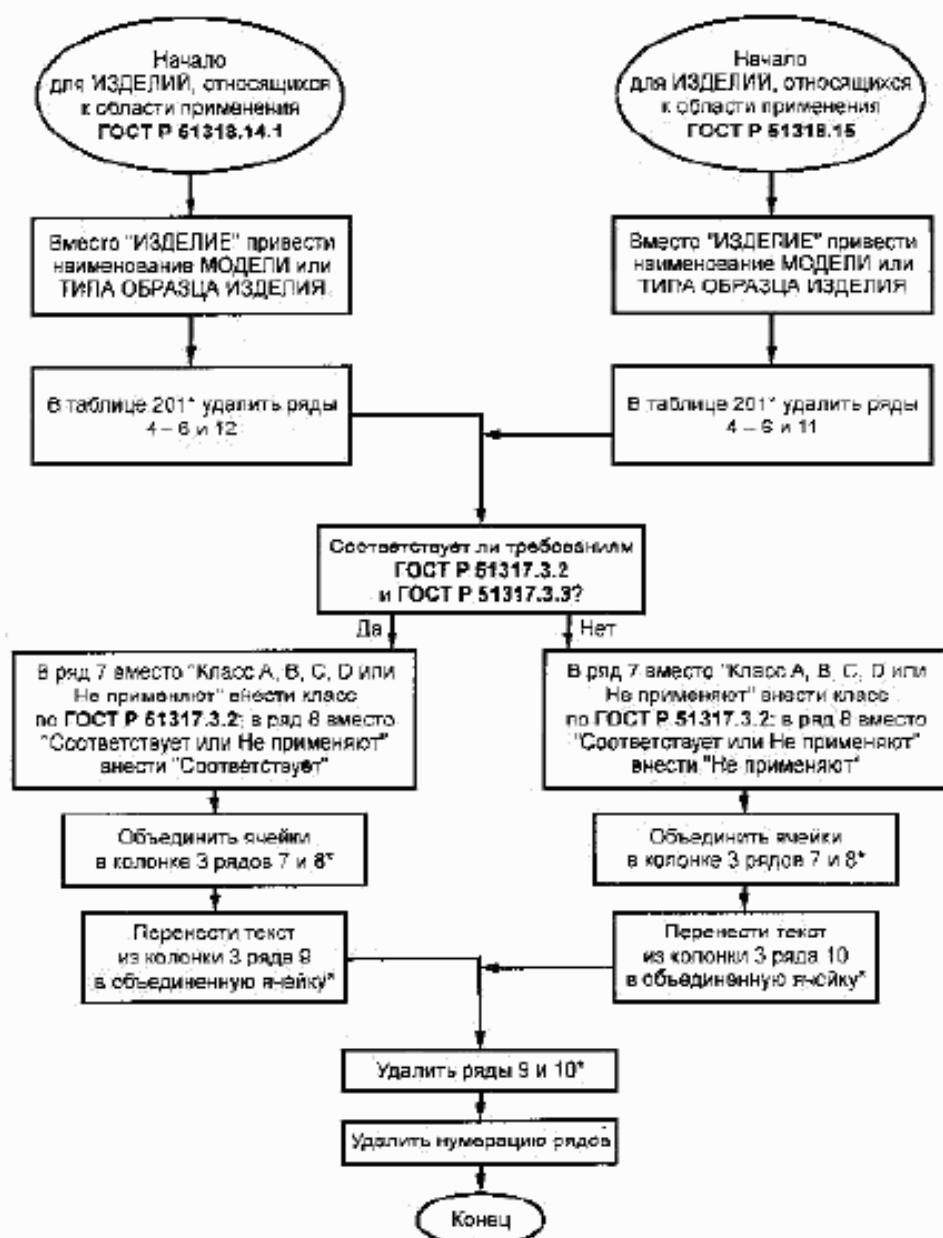 Начало
для ИЗДЕЛИЙ, относящихся
к области применения
ГОСТ Р 51318.14.1
Начало
для ИЗДЕЛИЙ, относящихся
к области применения
ГОСТ Р 51318.15
Вместо "ИЗДЕЛИЕ" привести
наименование МОДЕЛИ или
ТИПА ОБРАЗЦА ИЗДЕЛИЯ
Вместо "ИЗДЕЛИЕ" привести
наименование МОДЕЛИ или
ТИПА ОБРАЗЦА ИЗДЕЛИЯ
В таблице 201* удалить ряды
4 – 6 и 12
В таблице 201* удалить ряды
4 – 6 и 11
Соответствует ли требованиям
ГОСТ Р 51317.3.2
и ГОСТ Р 51317.3.3?
Да
Нет
В ряд 7 вместо "Класс А, В, С, D или
Не применяют" внести класс
по ГОСТ Р 51317.3.2; в ряд 8 вместо
"Соответствует или Не применяют"
внести "Соответствует"
В ряд 7 вместо "Класс А, В, С, D или
Не применяют" внести класс
по ГОСТ Р 51317.3.2; в ряд 8 вместо
"Соответствует или Не применяют"
внести "Не применяют"
Объединить ячейки
в колонке 3 рядов 7 и 8*
Объединить ячейки
в колонке 3 рядов 7 и 8*
Перенести текст
из колонки 3 ряда 9
в объединенную ячейку*
Перенести текст
из колонки 3 ряда 10
в объединенную ячейку*
Удалить ряды 9 и 10*
Удалить нумерацию рядов
Конец